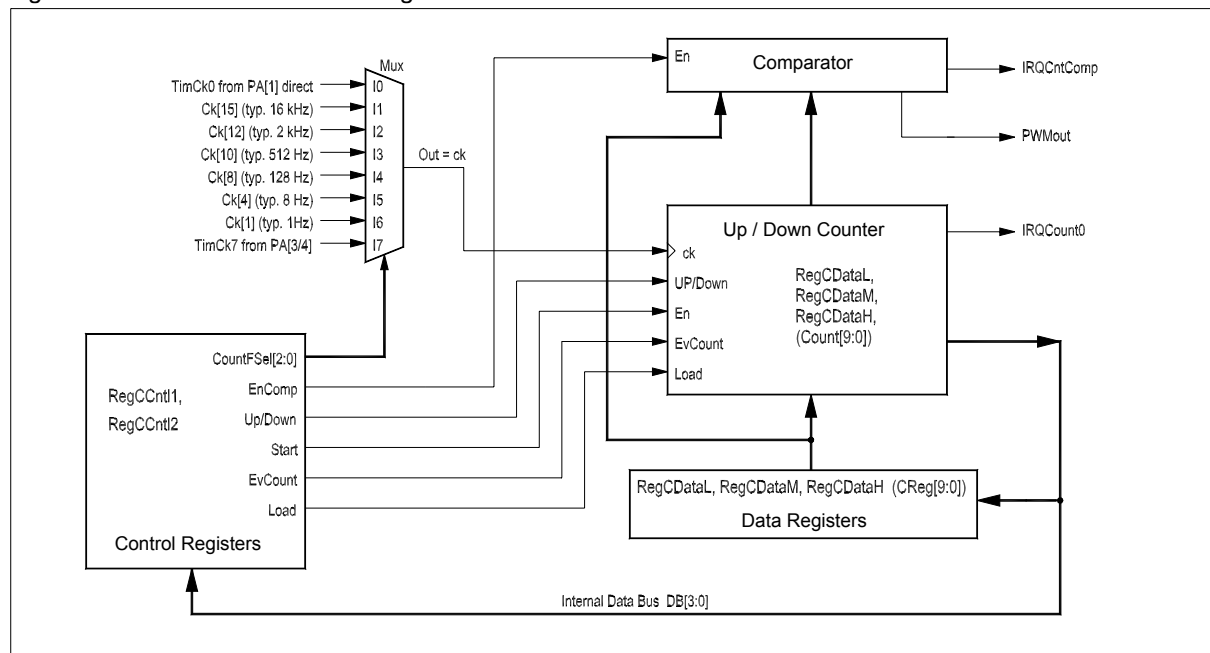 Mux
TimCk0 from PA[1] direct
Ck[15] (typ. 16 kHz)
Ck[12] (typ. 2 kHz)
Ck[10] (typ. 512 Hz)
Ck[8] (typ. 128 Hz)
Ck[4] (typ. 8 Hz)
Ck[1] (typ. 1Hz)
TimCk7 from PA[3/4]
I0
I1
I2
I3
I4
I5
I6
I7
Out = ck
En
Comparator
IRQCntComp
PWMout
Up / Down Counter
IRQCount0
ck
UP/Down
En
EvCount
Load
RegCDataL,
RegCDataM,
RegCDataH,
(Count[9:0])
CountFSel[2:0]
EnComp
Up/Down
Start
EvCount
Load
RegCCntl1,
RegCCntl2
Control Registers
RegCDataL, RegCDataM, RegCDataH (CReg[9:0])
Data Registers
Internal Data Bus DB[3:0]